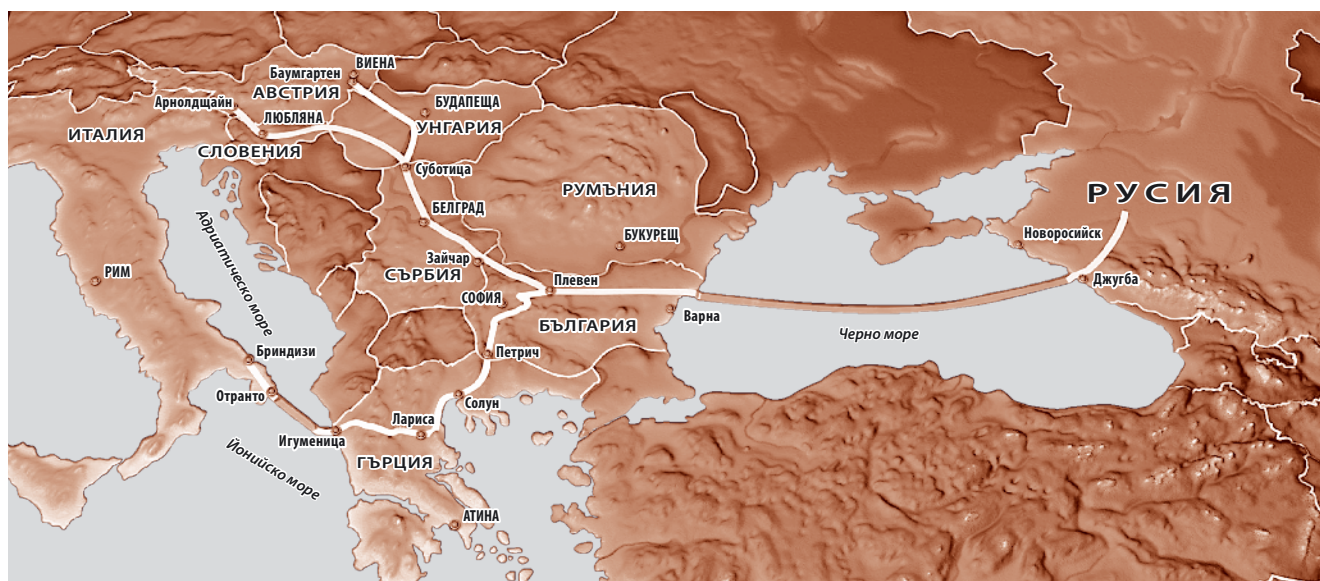 ВИЕНА
Баумгартен
АВСТРИЯ
Арнолдщайн
БУДАПЕЩА
ЛЮБЛЯНА
УНГАРИЯ
ИТАЛИЯ
СЛОВЕНИЯ
Суботица
РУМЪНИЯ
РУСИЯ
Адриатическо море
БЕЛГРАД
БУКУРЕЩ
Новоросийск
Зайчар
СЪРБИЯ
РИМ
Плевен
Джугба
СОФИЯ
Варна
БЪЛГАРИЯ
Черно море
Петрич
Бриндизи
Отранто
Солун
Лариса
Игуменица
ГЪРЦИЯ
Йонийско море
АТИНА